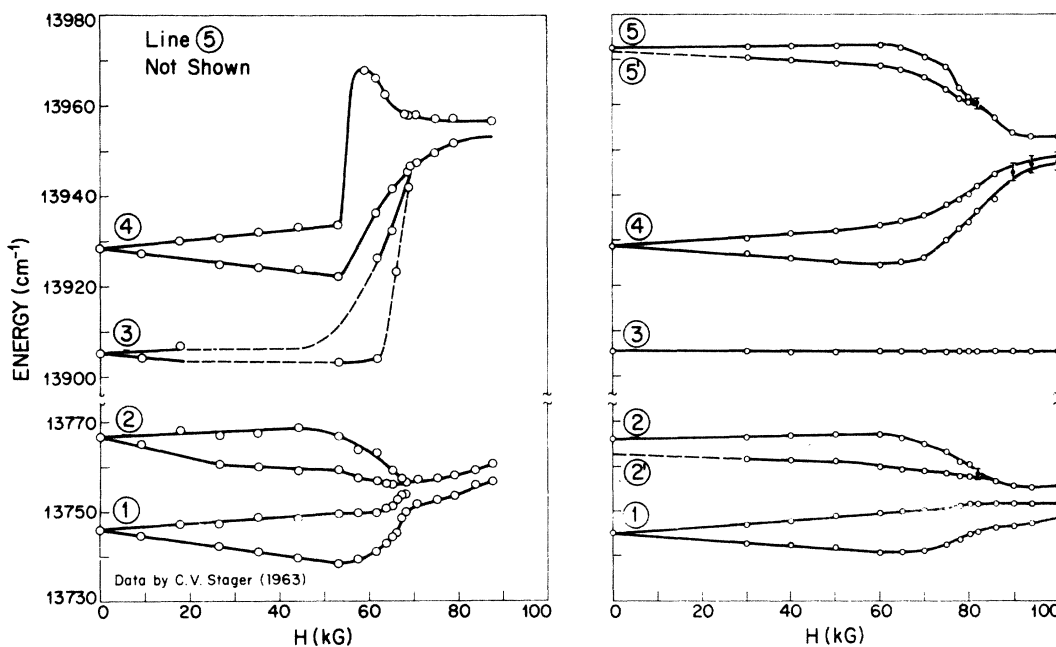 13980
Line ⑤
Not Shown
13960
13940
④
13920
③
13900
②
13770
①
13750
Data by C.V. Stager (1963)
13730
0 20 40 60 80 100
H (kG)
ENERGY (cm⁻¹)
⑤
⑤'
④
③
②
②'
①
0 20 40 60 80 100
H (kG)